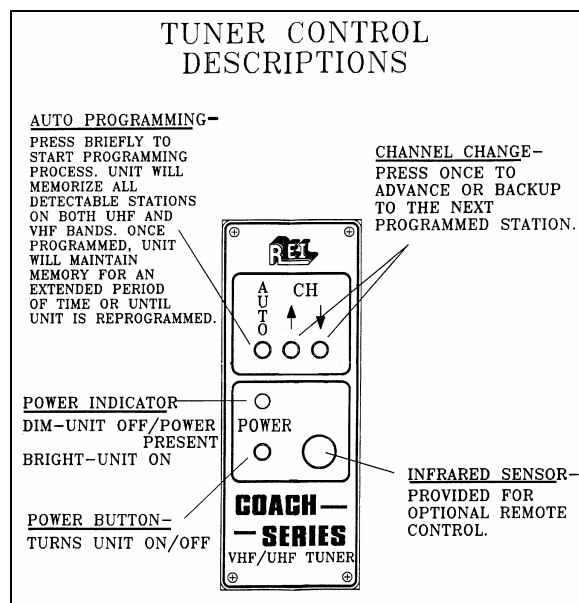 TUNER CONTROL
DESCRIPTIONS
AUTO PROGRAMMING–
PRESS BRIEFLY TO
START PROGRAMMING
PROCESS. UNIT WILL
MEMORIZE ALL
DETECTABLE STATIONS
ON BOTH UHF AND
VHF BANDS. ONCE
PROGRAMMED, UNIT
WILL MAINTAIN
MEMORY FOR AN
EXTENDED PERIOD
OF TIME OR UNTIL
UNIT IS REPROGRAMMED.
CHANNEL CHANGE–
PRESS ONCE TO
ADVANCE OR BACKUP
TO THE NEXT
PROGRAMMED STATION.
REI
AUTO
CH
POWER INDICATOR
DIM–UNIT OFF/POWER
PRESENT
BRIGHT–UNIT ON
POWER
POWER BUTTON–
TURNS UNIT ON/OFF
INFRARED SENSOR–
PROVIDED FOR
OPTIONAL REMOTE
CONTROL.
COACH–
–SERIES
VHF/UHF TUNER